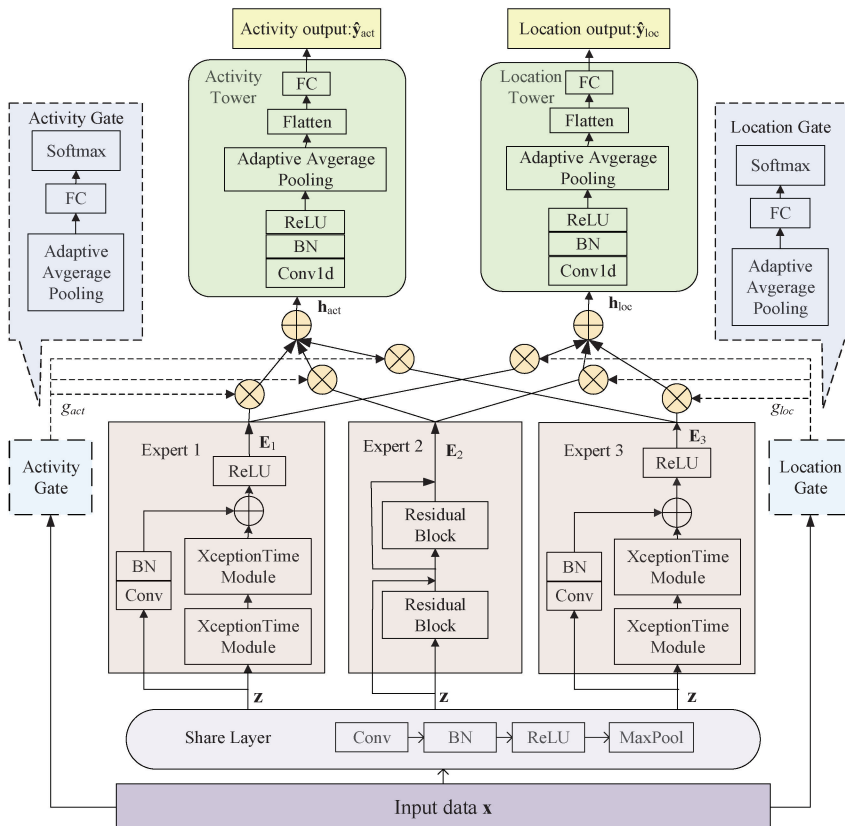 Activity output:ŷact
Location output:ŷloc
Activity
Tower
FC
Flatten
Adaptive Avgerage
Pooling
ReLU
BN
Conv1d
Location
Tower
FC
Flatten
Adaptive Avgerage
Pooling
ReLU
BN
Conv1d
Activity Gate
Softmax
FC
Adaptive
Avgerage
Pooling
Location Gate
Softmax
FC
Adaptive
Avgerage
Pooling
hact
hloc
gact
gloc
Activity
Gate
Location
Gate
Expert 1
E1
ReLU
BN
Conv
XceptionTime
Module
XceptionTime
Module
Expert 2
E2
Residual
Block
Residual
Block
Expert 3
E3
ReLU
BN
Conv
XceptionTime
Module
XceptionTime
Module
z
z
z
Share Layer
Conv
BN
ReLU
MaxPool
Input data x